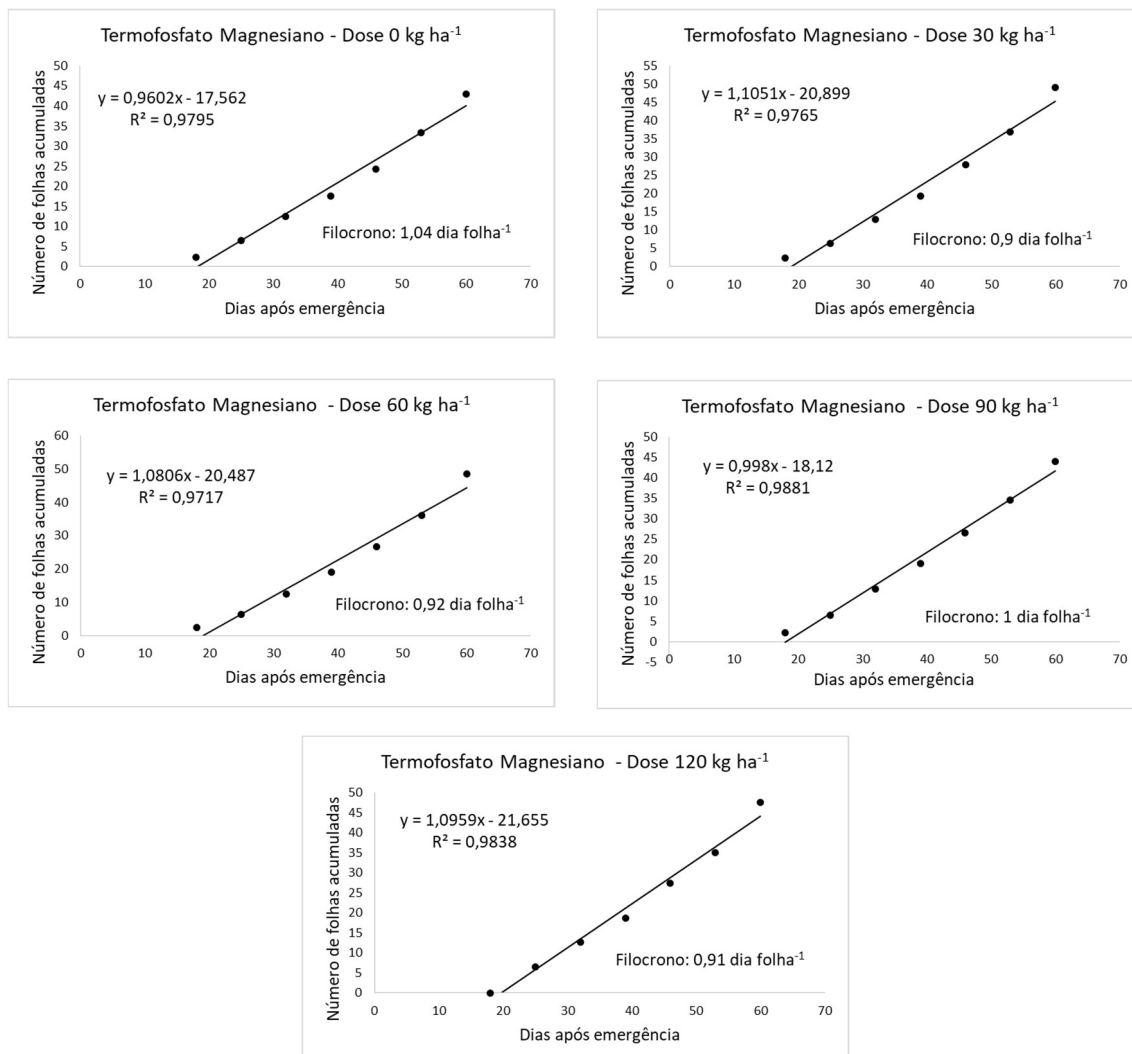 Termofosfato Magnesiano - Dose 0 kg ha⁻¹
Número de folhas acumuladas
50
45
40
35
30
25
20
15
10
5
0
y = 0,9602x - 17,562
R² = 0,9795
Filocrono: 1,04 dia folha⁻¹
0 10 20 30 40 50 60 70
Dias após emergência
Termofosfato Magnesiano - Dose 30 kg ha⁻¹
Número de folhas acumuladas
55
50
45
40
35
30
25
20
15
10
5
0
y = 1,1051x - 20,899
R² = 0,9765
Filocrono: 0,9 dia folha⁻¹
0 10 20 30 40 50 60 70
Dias após emergência
Termofosfato Magnesiano - Dose 60 kg ha⁻¹
Número de folhas acumuladas
60
50
40
30
20
10
0
y = 1,0806x - 20,487
R² = 0,9717
Filocrono: 0,92 dia folha⁻¹
0 10 20 30 40 50 60 70
Dias após emergência
Termofosfato Magnesiano - Dose 90 kg ha⁻¹
Número de folhas acumuladas
50
45
40
35
30
25
20
15
10
5
0
-5
y = 0,998x - 18,12
R² = 0,9881
Filocrono: 1 dia folha⁻¹
0 10 20 30 40 50 60 70
Dias após emergência
Termofosfato Magnesiano - Dose 120 kg ha⁻¹
Número de folhas acumuladas
50
45
40
35
30
25
20
15
10
5
0
y = 1,0959x - 21,655
R² = 0,9838
Filocrono: 0,91 dia folha⁻¹
0 10 20 30 40 50 60 70
Dias após emergência